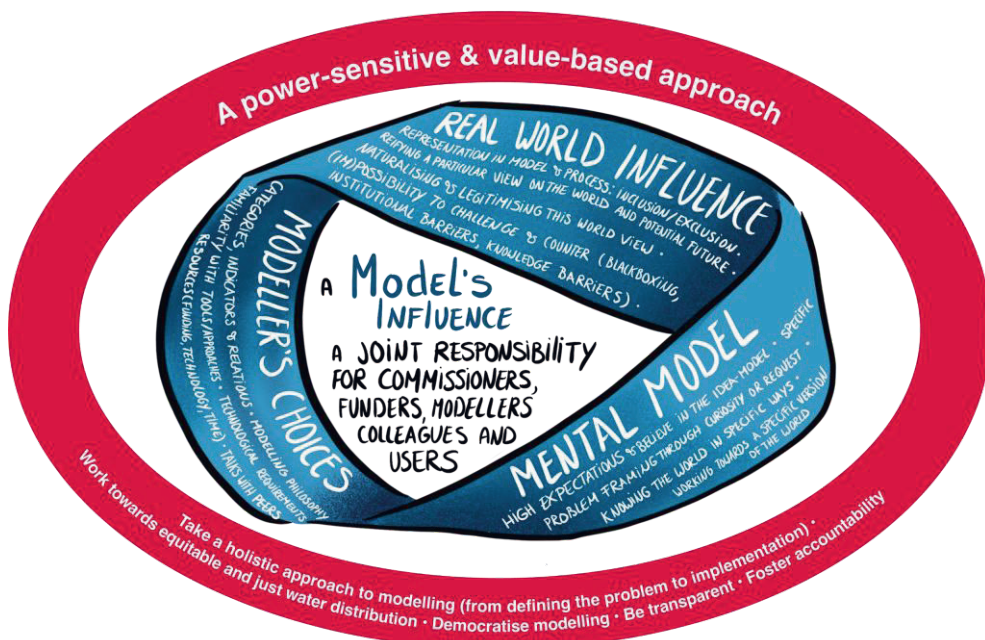 A power-sensitive & value-based approach
REAL WORLD INFLUENCE
REPRESENTATION IN MODEL & PROCESS: INCLUSION/EXCLUSION.
REIFYING A PARTICULAR VIEW ON THE WORLD AND POTENTIAL FUTURE •
NATURALISING & LEGITIMISING THIS WORLD VIEW •
(IM)POSSIBILITY TO CHALLENGE & COUNTER (BLACKBOXING,
INSTITUTIONAL BARRIERS, KNOWLEDGE BARRIERS).
MODELLER'S CHOICES
CATEGORIES, INDICATORS & RELATIONS • MODELLING PHILOSOPHY
FAMILIARITY WITH TOOLS/APPROACHES • TECHNOLOGICAL REQUIREMENTS
RESOURCES (FUNDING, TECHNOLOGY, TIME) • TALKS WITH PEERS
A Model's
INFLUENCE
A JOINT RESPONSIBILITY
FOR COMMISSIONERS,
FUNDERS, MODELLERS
COLLEAGUES AND
USERS
MENTAL MODEL
HIGH EXPECTATIONS & BELIEVE IN THE IDEA-MODEL • SPECIFIC
PROBLEM FRAMING THROUGH CURIOSITY OR REQUEST •
KNOWING THE WORLD IN SPECIFIC WAYS •
WORKING TOWARDS A SPECIFIC VERSION
OF THE WORLD
Take a holistic approach to modelling (from defining the problem to implementation) •
Work towards equitable and just water distribution • Democratise modelling • Be transparent • Foster accountability